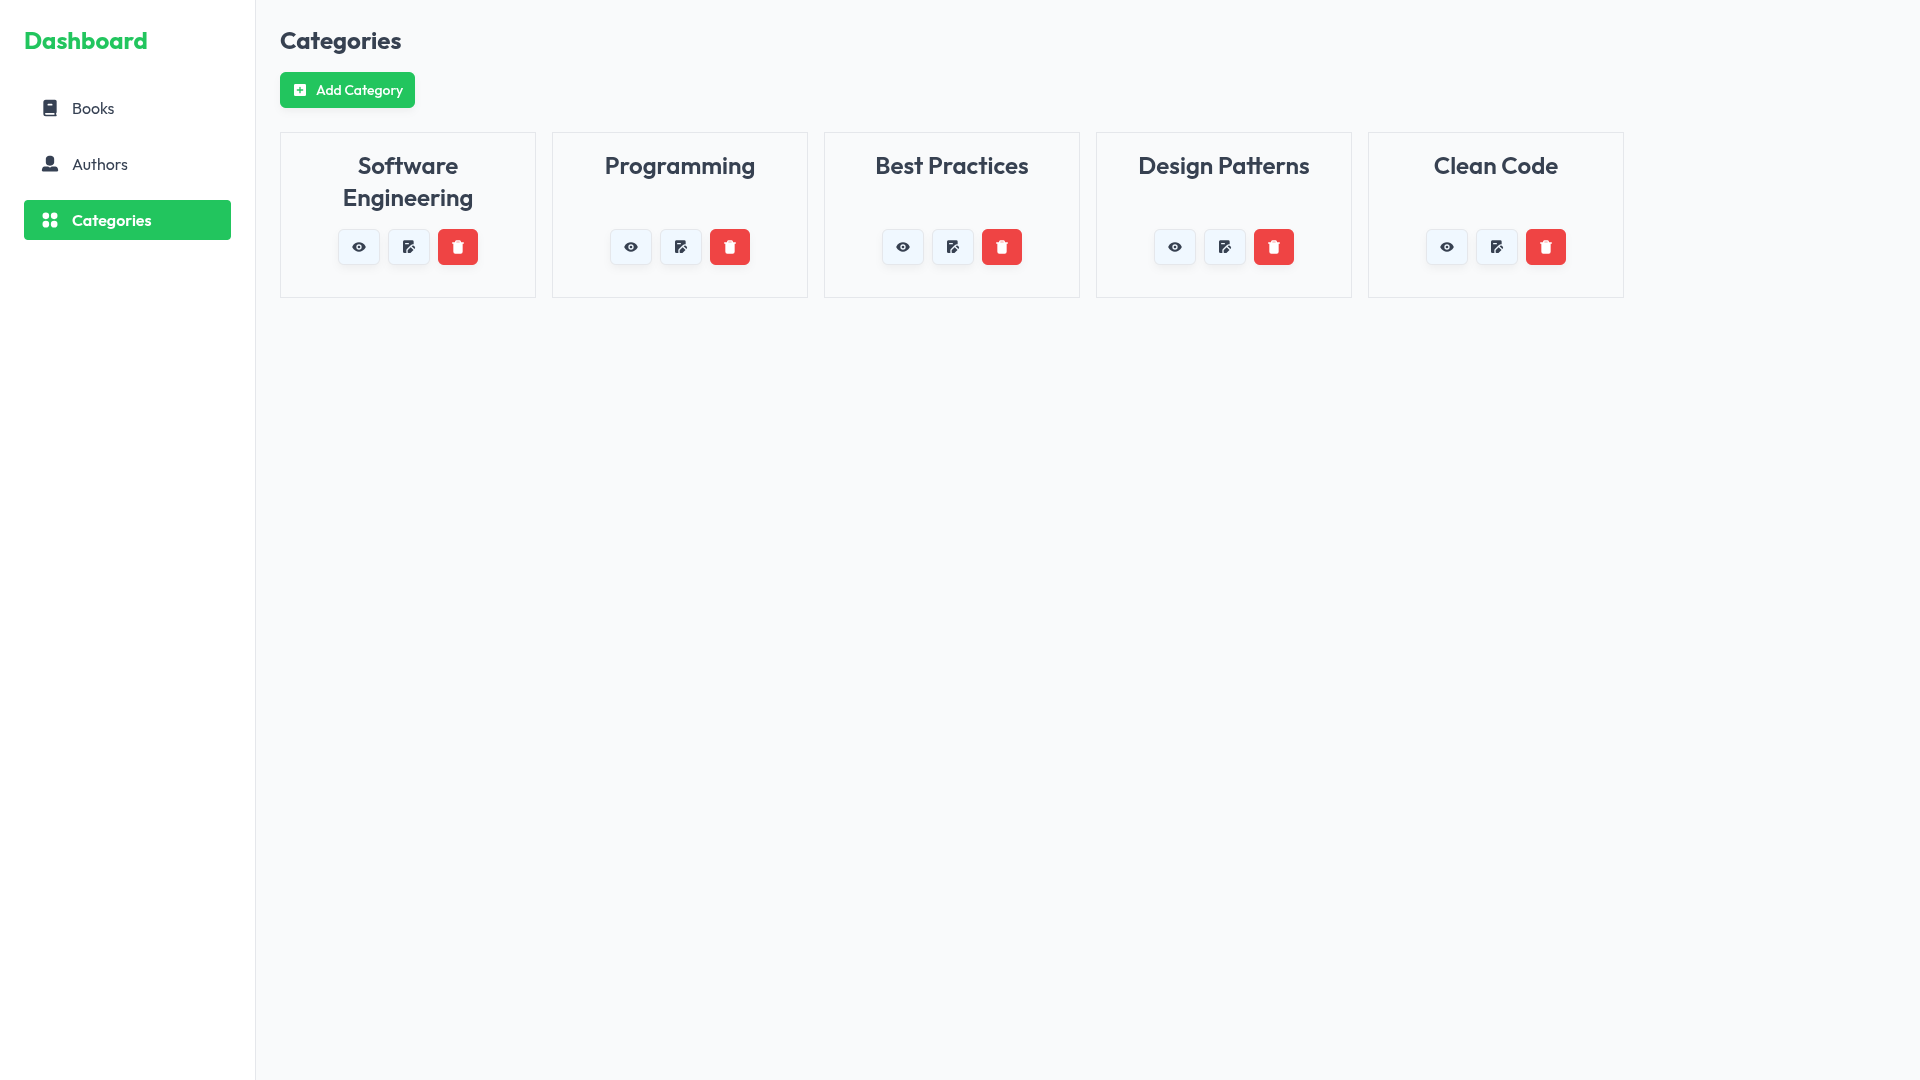 Dashboard
Books
Authors
Categories
Categories
Add Category
Software
Engineering
Programming
Best Practices
Design Patterns
Clean Code